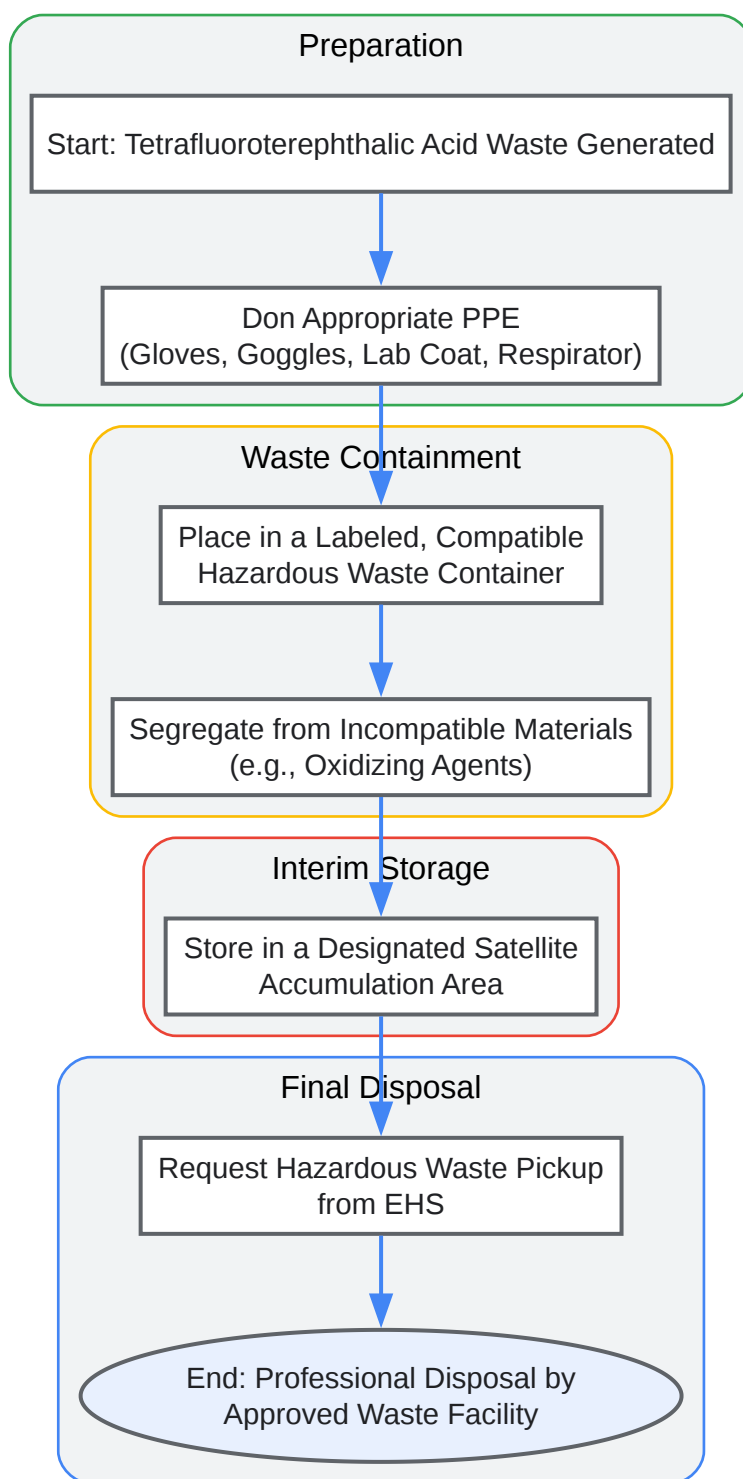 Preparation
Start: Tetrafluoroterephthalic Acid Waste Generated
Don Appropriate PPE
(Gloves, Goggles, Lab Coat, Respirator)
Waste Containment
Place in a Labeled, Compatible
Hazardous Waste Container
Segregate from Incompatible Materials
(e.g., Oxidizing Agents)
Interim Storage
Store in a Designated Satellite
Accumulation Area
Final Disposal
Request Hazardous Waste Pickup
from EHS
End: Professional Disposal by
Approved Waste Facility